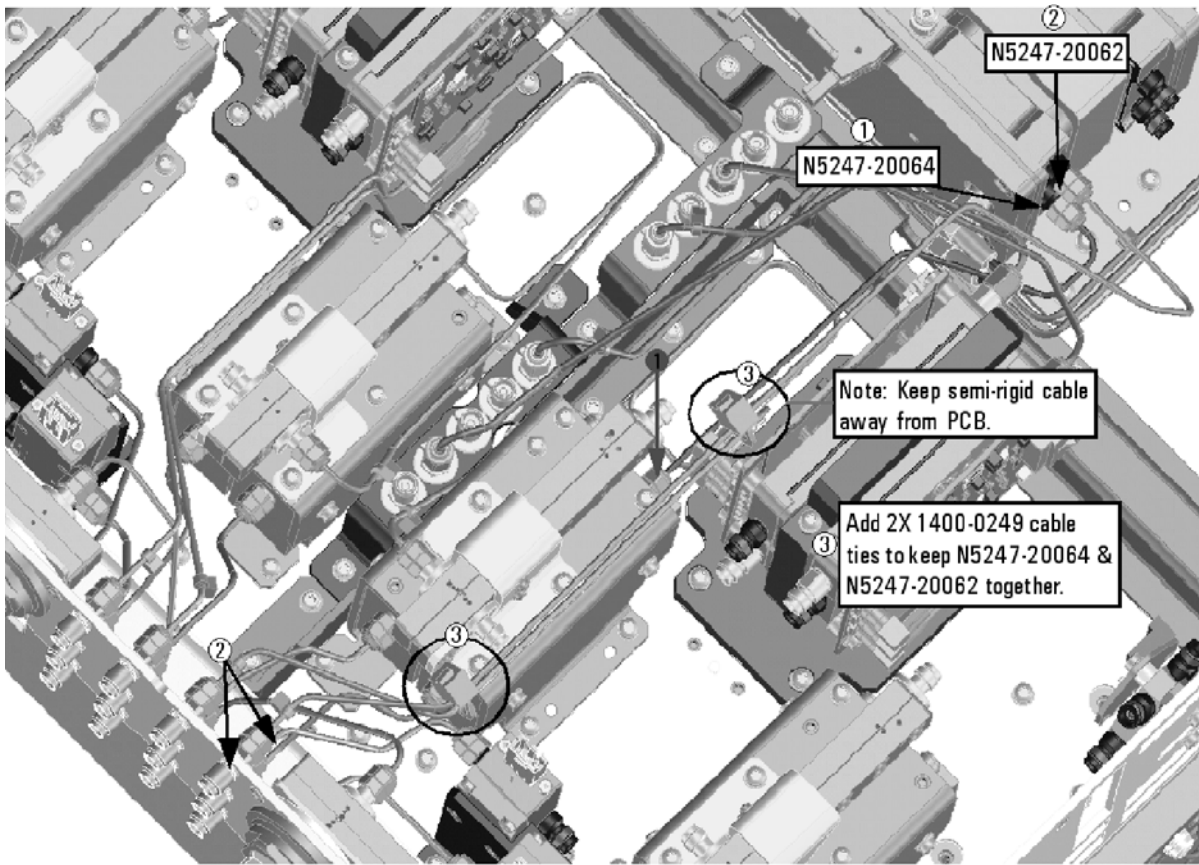 ②
N5247-20062
①
N5247-20064
1
③
Note: Keep semi-rigid cable
away from PCB.
③
Add 2X 1400-0249 cable
ties to keep N5247-20064 &
N5247-20062 together.
③
②